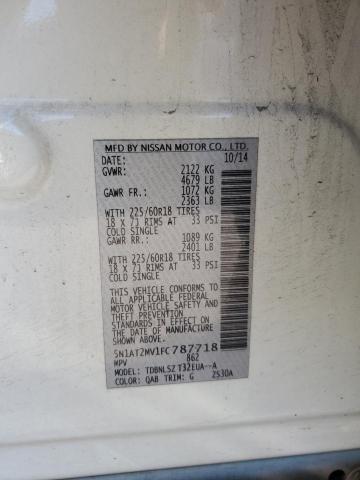 MFD BY NISSAN MOTOR CO., LTD.
DATE: 10/14
GVWR: 2122 KG
4679 LB
GAWR FR.: 1072 KG
2363 LB
WITH 225/60R18 TIRES
18 X 7J RIMS AT 33 PSI
COLD SINGLE
GAWR RR.: 1089 KG
2401 LB
WITH 225/60R18 TIRES
18 X 7J RIMS AT 33 PSI
COLD SINGLE
THIS VEHICLE CONFORMS TO
ALL APPLICABLE FEDERAL
MOTOR VEHICLE SAFETY
STANDARDS IN EFFECT ON
THE DATE OF MANUFACTURE
SHOWN ABOVE.
5N1AT2MV1FC787718
MPV 862
MODEL: TDBNLSZ T32EUA--A
COLOR: QAB TRIM: G 2530A